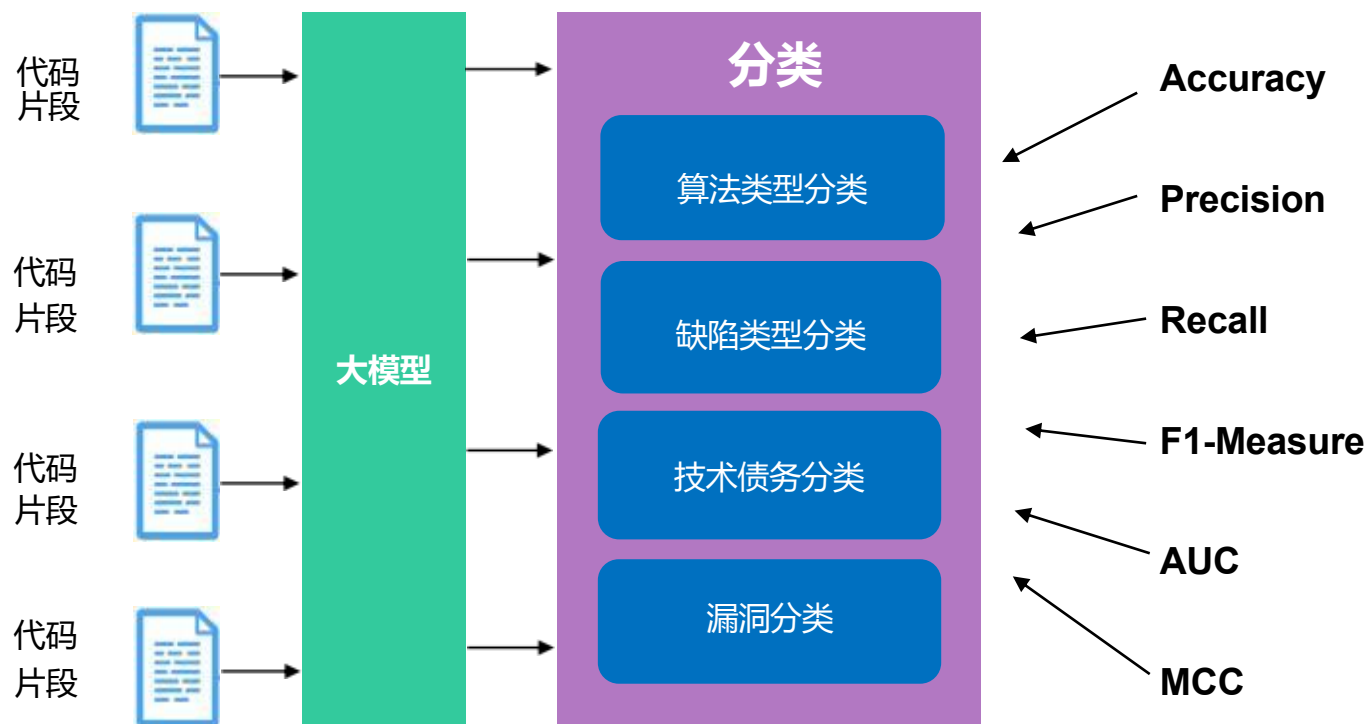 代码
片段
代码
片段
代码
片段
代码
片段
大模型
分类
算法类型分类
缺陷类型分类
技术债务分类
漏洞分类
Accuracy
Precision
Recall
F1-Measure
AUC
MCC